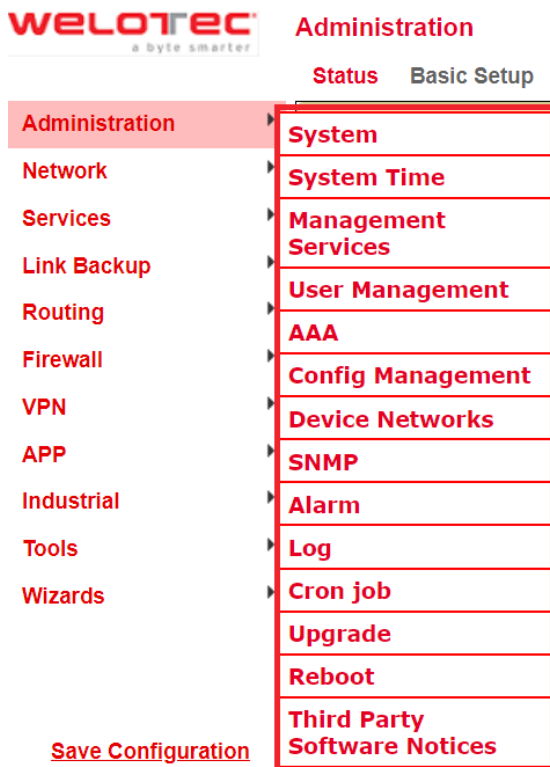 welotec
a byte smarter
Administration
Status Basic Setup
Administration
Network
Services
Link Backup
Routing
Firewall
VPN
APP
Industrial
Tools
Wizards
Save Configuration
System
System Time
Management
Services
User Management
AAA
Config Management
Device Networks
SNMP
Alarm
Log
Cron job
Upgrade
Reboot
Third Party
Software Notices